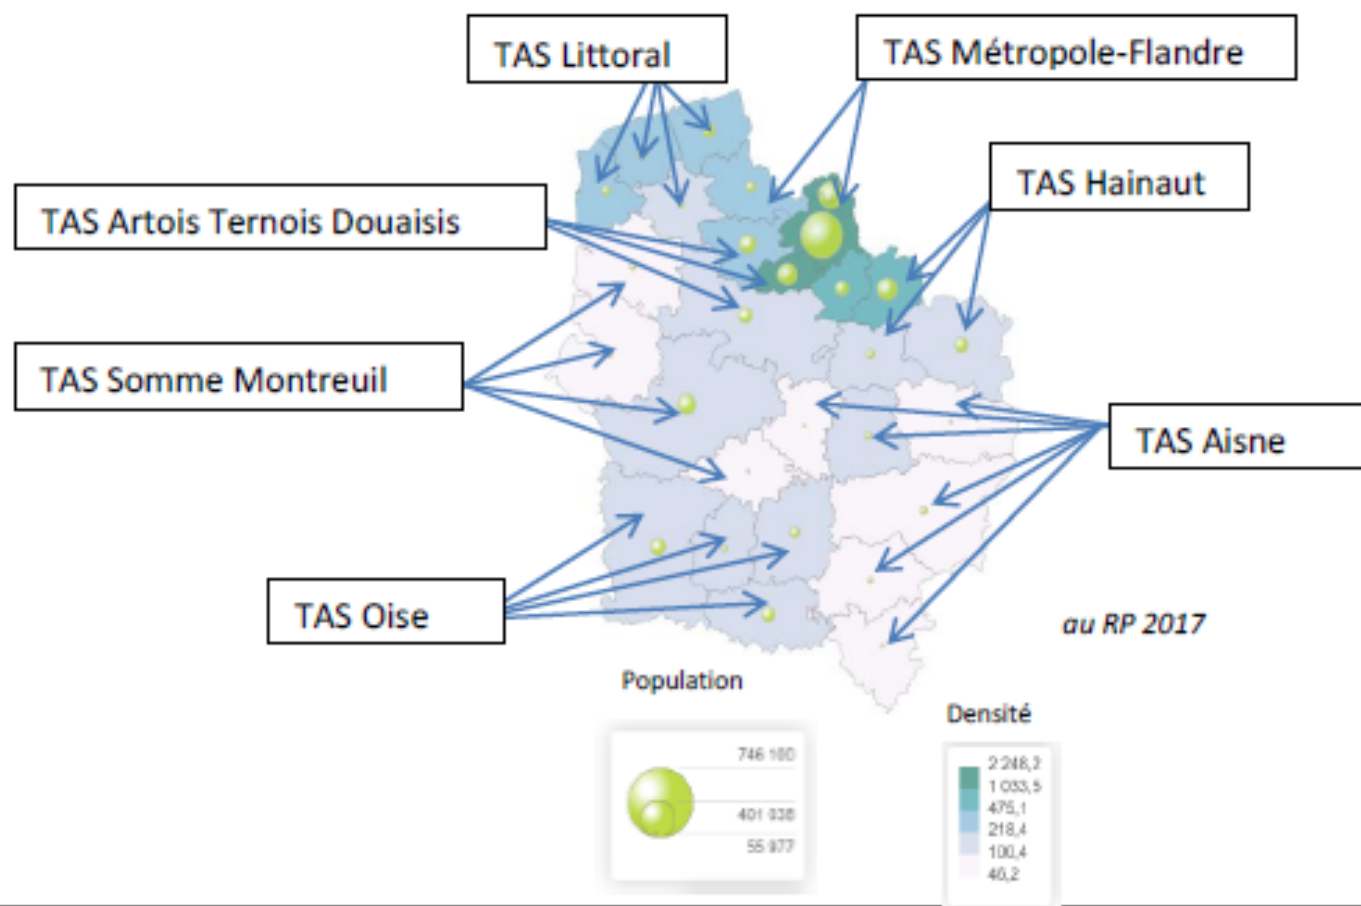 TAS Littoral
TAS Métropole-Flandre
TAS Hainaut
TAS Artois Ternois Douaisis
TAS Somme Montreuil
TAS Aisne
TAS Oise
au RP 2017
Population
746 100
401 038
55 977
Densité
2 248,2
1 033,5
475,1
218,4
100,4
46,2